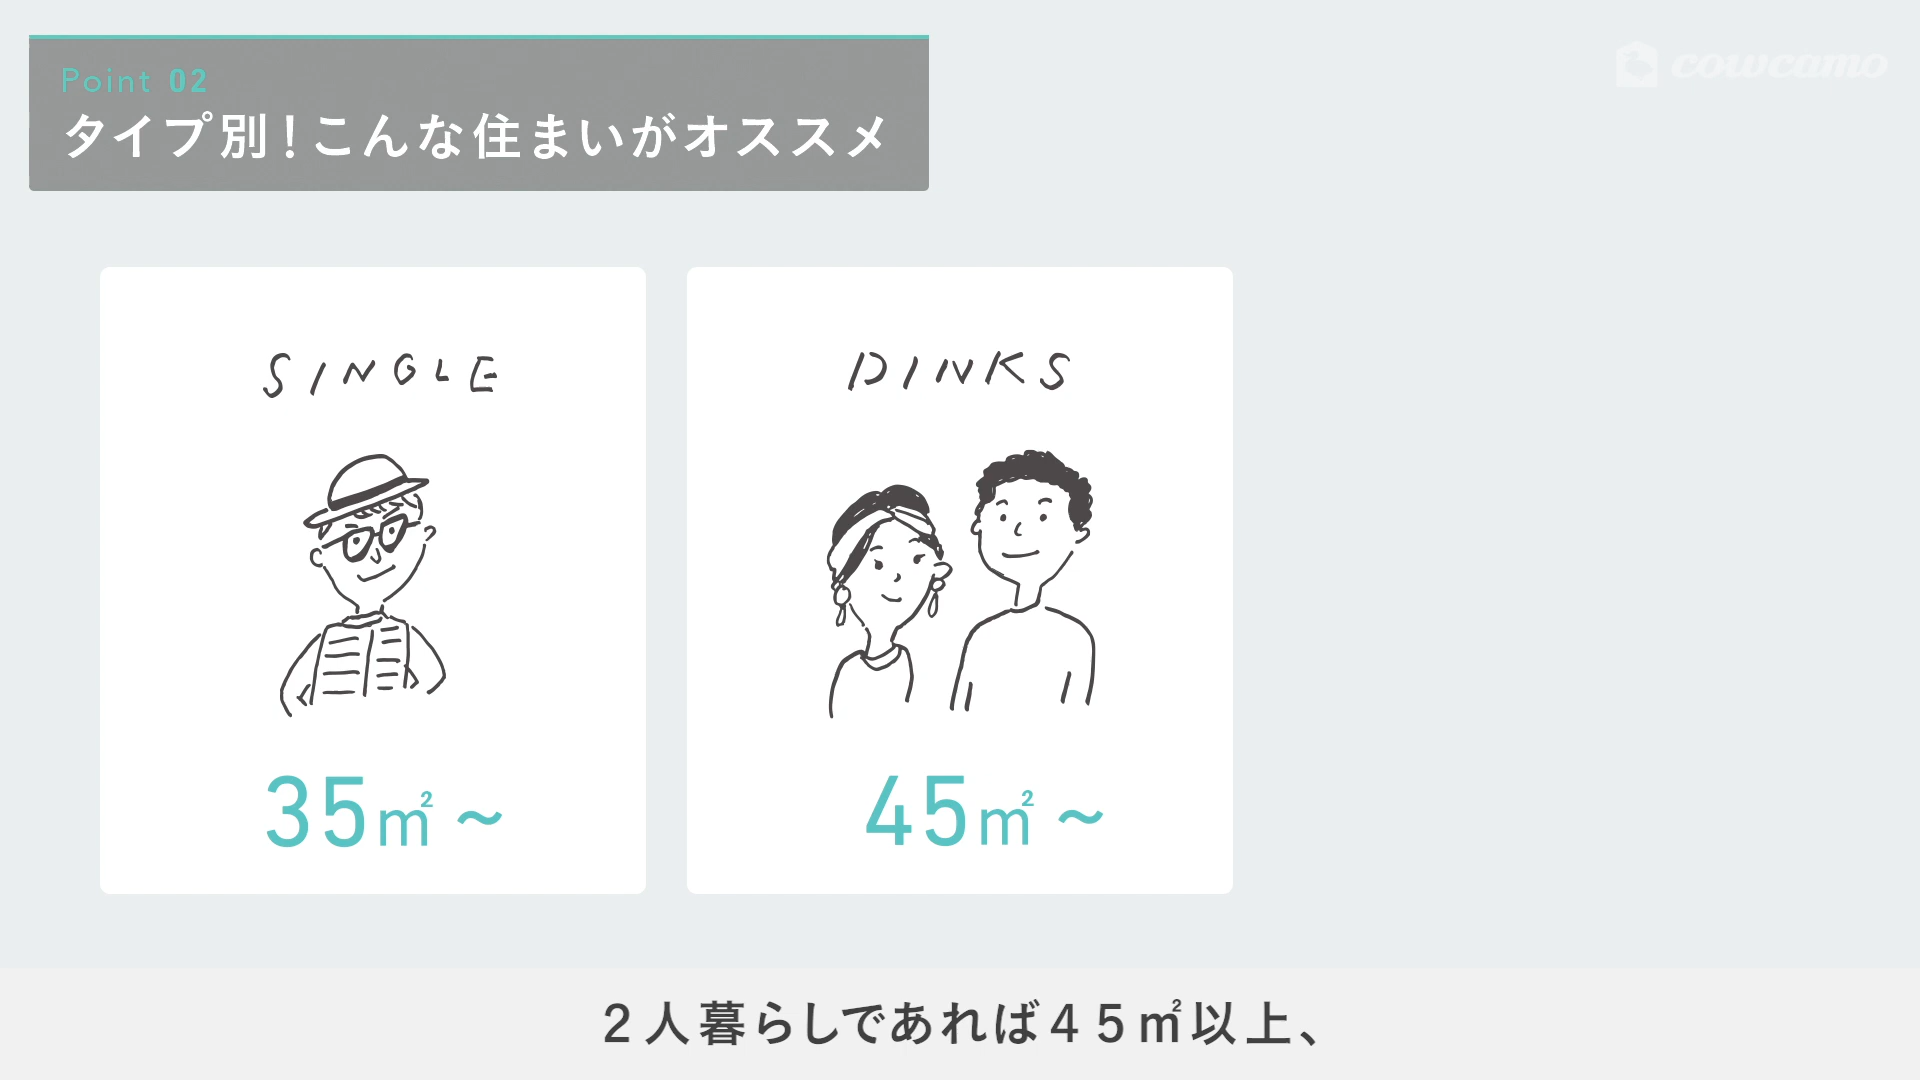 Point 02
タイプ別！こんな住まいがオススメ
cowcamo
SINGLE
DINKS
35㎡～
45㎡～
２人暮らしであれば４５㎡以上、